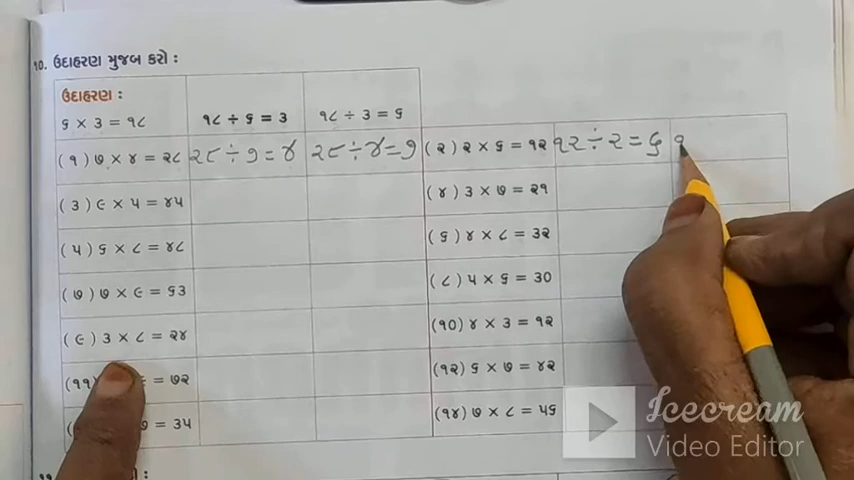 ૧૦. ઉદાહરણ મુજબ કરો :
ઉદાહરણ :
૬ × ૩ = ૧૮ ૧૮ ÷ ૬ = ૩ ૧૮ ÷ ૩ = ૬
(૧) ૭ × ૪ = ૨૮ ૨૮ ÷ ૭ = ૪ ૨૮ ÷ ૪ = ૭ (૨) ૨ × ૬ = ૧૨ ૧૨ ÷ ૨ = ૬ ૧
(૩) ૯ × ૫ = ૪૫ (૪) ૩ × ૭ = ૨૧
(૫) ૬ × ૮ = ૪૮ (૬) ૪ × ૮ = ૩૨
(૭) ૭ × ૯ = ૬૩ (૮) ૫ × ૬ = ૩૦
(૯) ૩ × ૮ = ૨૪ (૧૦) ૪ × ૩ = ૧૨
(૧૧) = ૭૨ (૧૨) ૬ × ૭ = ૪૨
= ૩૫ (૧૪) ૭ × ૮ = ૫૬
Icecream
Video Editor